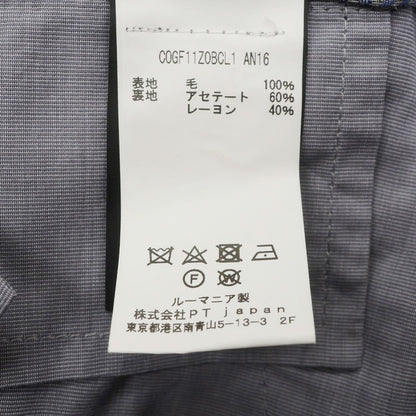 COGF11Z0BCL1 AN16
表地 毛 100%
裏地 アセテート 60%
レーヨン 40%
F W
ルーマニア製
株式会社PT japan
東京都港区南青山5-13-3 2F